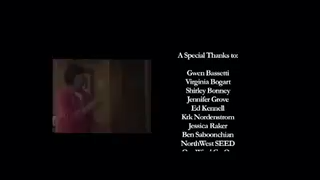 A Special Thanks to:
Gwen Bassetti
Virginia Bogart
Shirley Bonney
Jennifer Grove
Ed Kennell
Krk Nordenstrom
Jessica Raker
Ben Saboonchian
NorthWest SEED